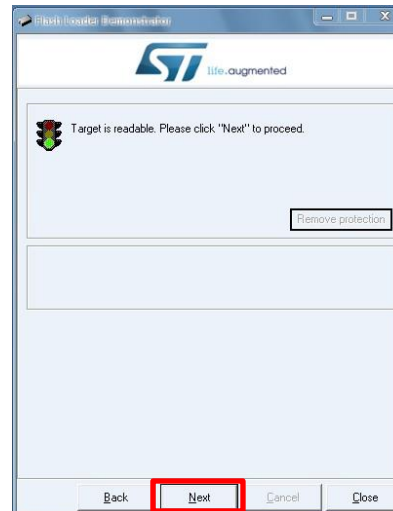 Flash Loader Demonstrator
ST
life.augmented
Target is readable. Please click "Next" to proceed.
Remove protection
Back Next Cancel Close